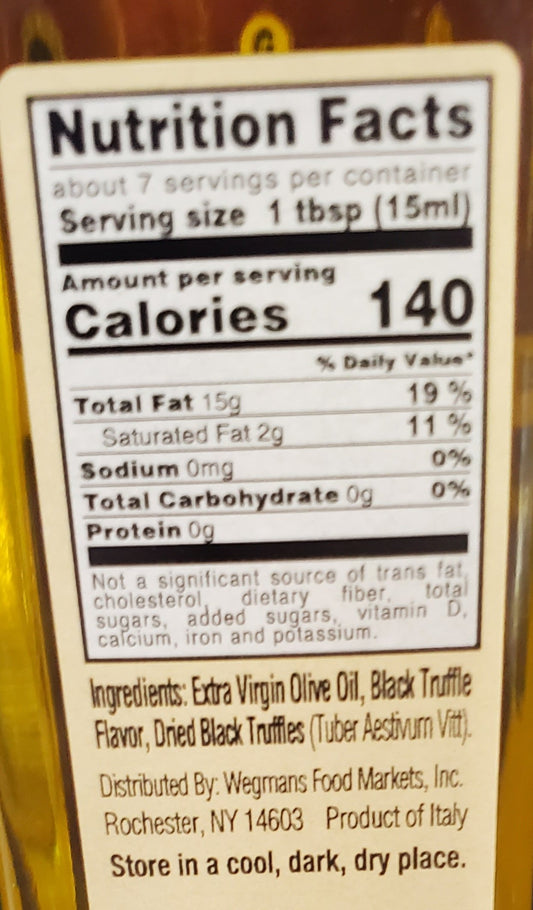 G
Nutrition Facts
about 7 servings per container
Serving size 1 tbsp (15ml)
Amount per serving
Calories 140
% Daily Value*
Total Fat 15g 19 %
Saturated Fat 2g 11 %
Sodium 0mg 0%
Total Carbohydrate 0g 0%
Protein 0g
Not a significant source of trans fat,
cholesterol, dietary fiber, total
sugars, added sugars, vitamin D,
calcium, iron and potassium.
Ingredients: Extra Virgin Olive Oil, Black Truffle
Flavor, Dried Black Truffles (Tuber Aestivum Vitt).
Distributed By: Wegmans Food Markets, Inc.
Rochester, NY 14603 Product of Italy
Store in a cool, dark, dry place.